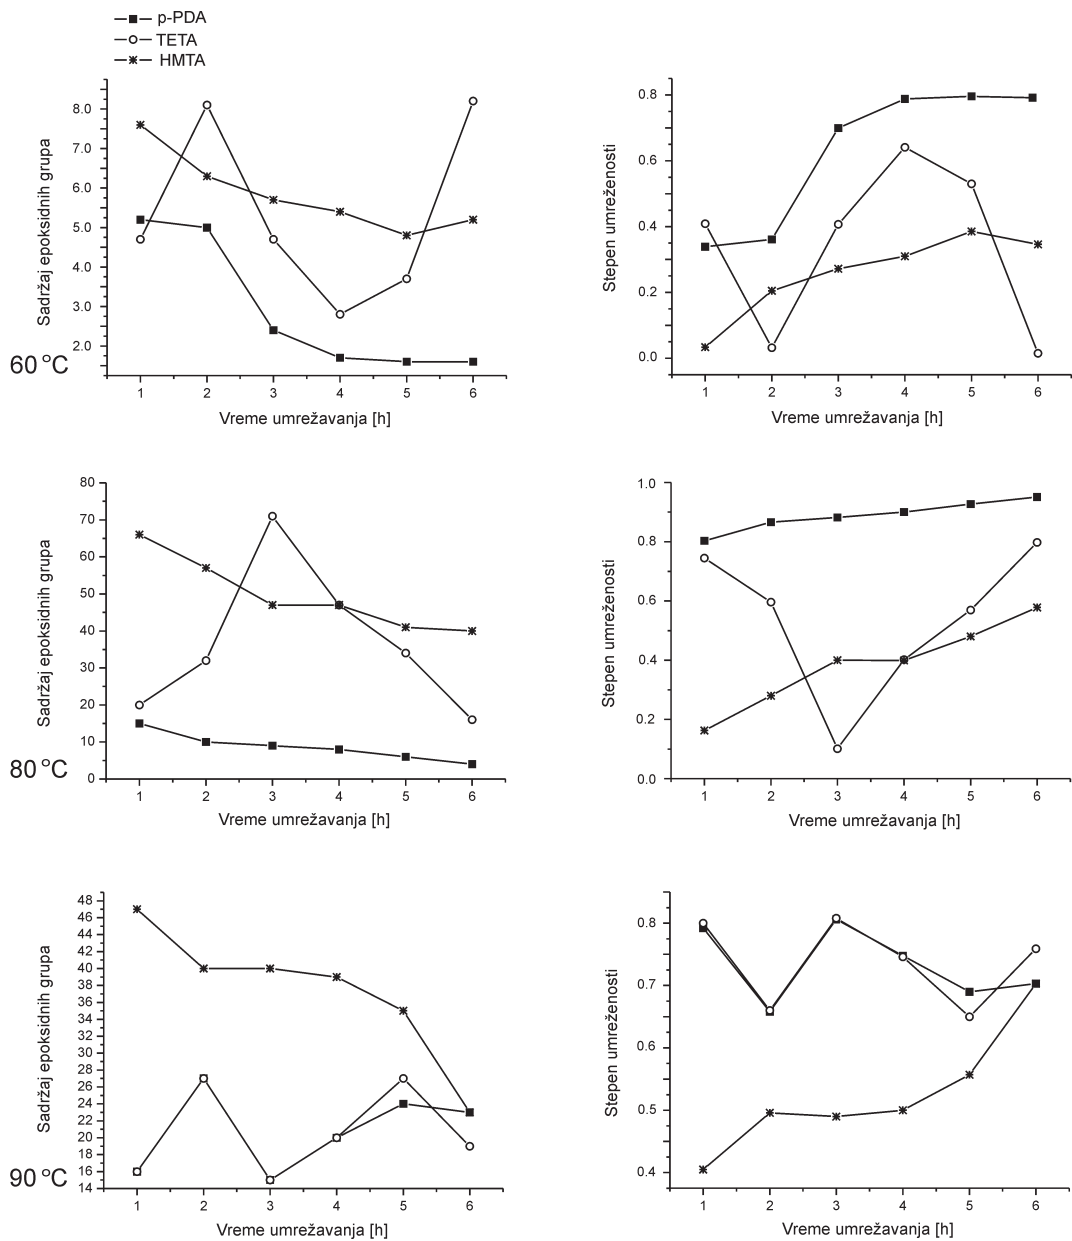 p-PDA
TETA
HMTA
Sadržaj epoksidnih grupa
8.0
7.0
6.0
5.0
4.0
3.0
2.0
60 °C
1 2 3 4 5 6
Vreme umrežavanja [h]
Stepen umreženosti
0.8
0.6
0.4
0.2
0.0
1 2 3 4 5 6
Vreme umrežavanja [h]
Sadržaj epoksidnih grupa
80
70
60
50
40
30
20
10
0
80 °C
1 2 3 4 5 6
Vreme umrežavanja [h]
Stepen umreženosti
1.0
0.8
0.6
0.4
0.2
0.0
1 2 3 4 5 6
Vreme umrežavanja [h]
Sadržaj epoksidnih grupa
48
46
44
42
40
38
36
34
32
30
28
26
24
22
20
18
16
14
90 °C
1 2 3 4 5 6
Vreme umrežavanja [h]
Stepen umreženosti
0.8
0.7
0.6
0.5
0.4
1 2 3 4 5 6
Vreme umrežavanja [h]